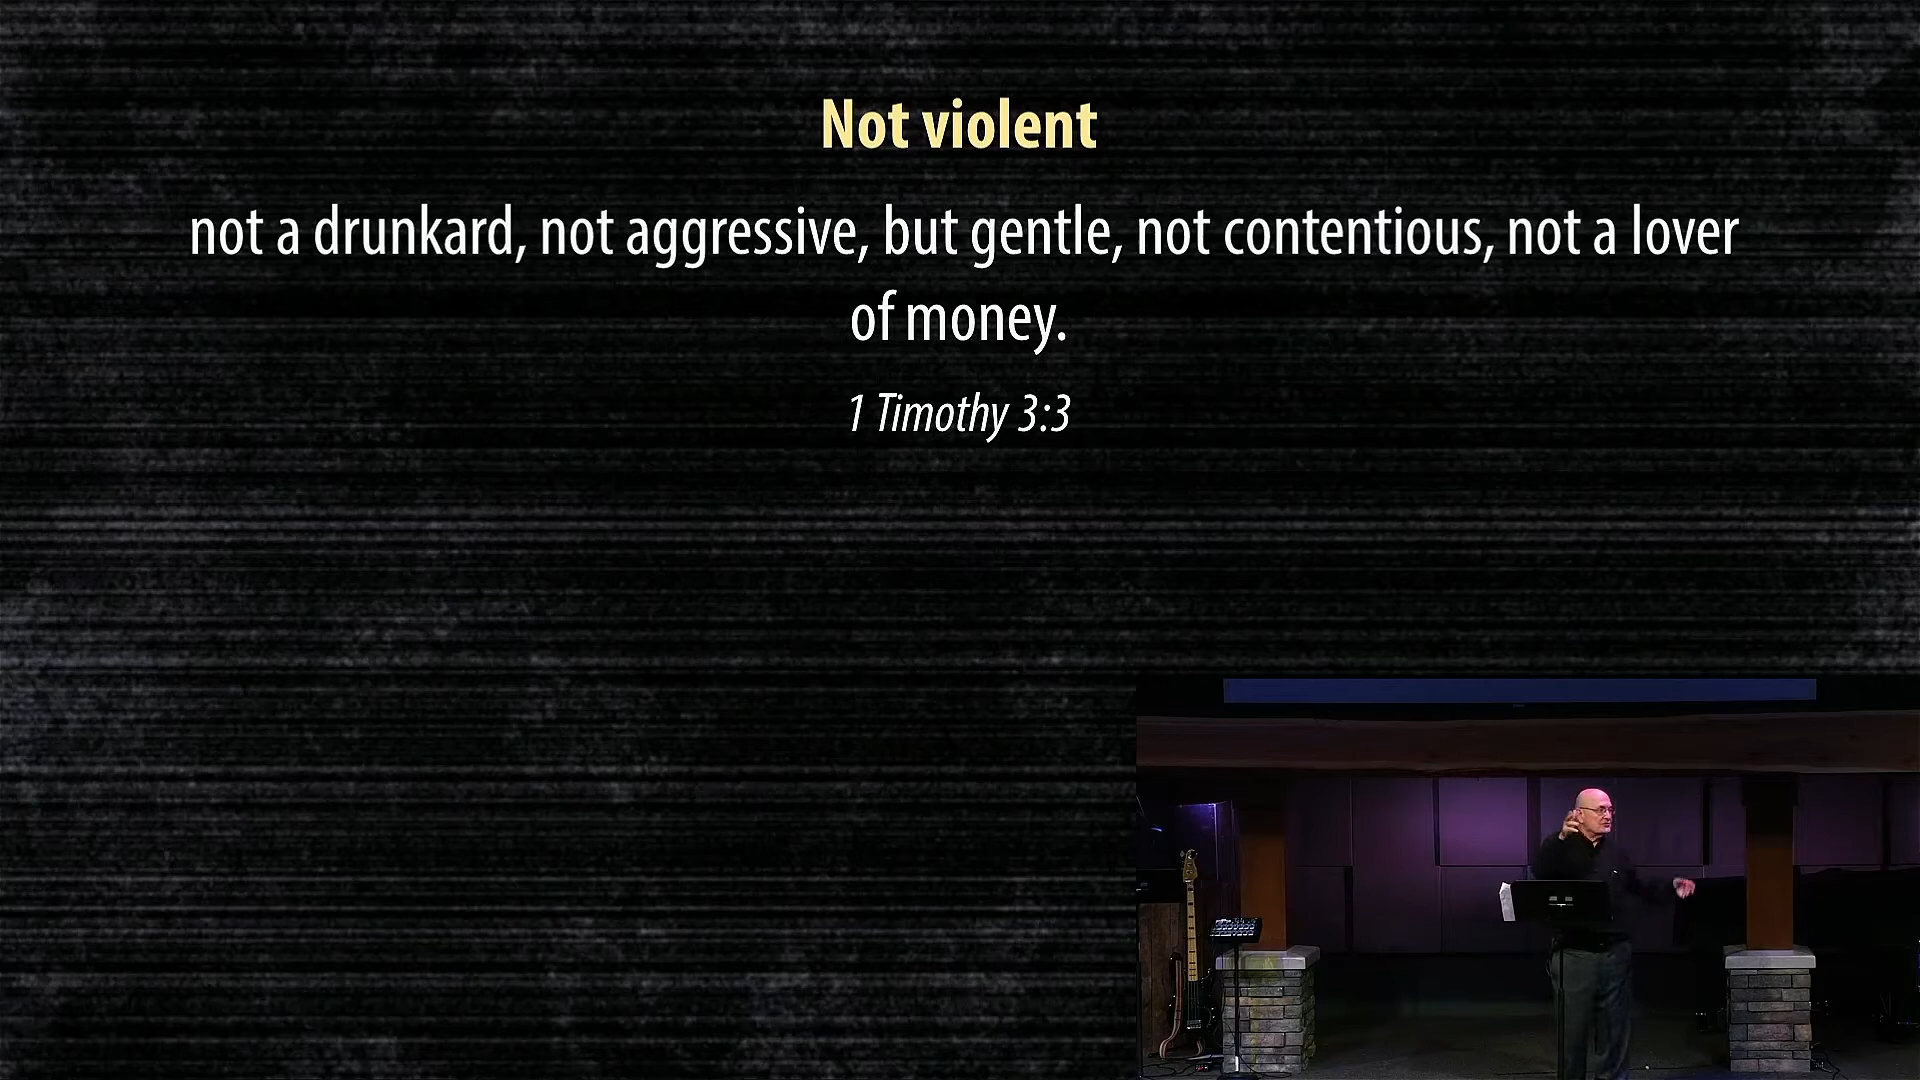 Not violent
not a drunkard, not aggressive, but gentle, not contentious, not a lover
of money.
1 Timothy 3:3